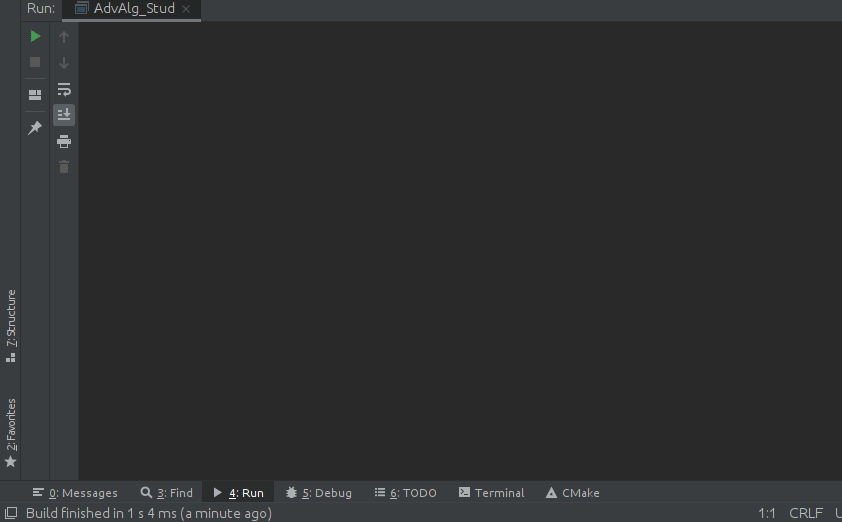 Run: AdvAlg_Stud
7: Structure
2: Favorites
0: Messages 3: Find 4: Run 5: Debug 6: TODO Terminal CMake
Build finished in 1 s 4 ms (a minute ago) 1:1 CRLF